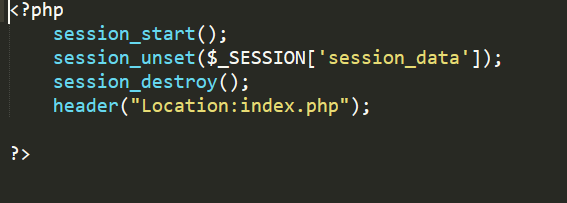 <?php
session_start();
session_unset($_SESSION['session_data']);
session_destroy();
header("Location:index.php");
?>